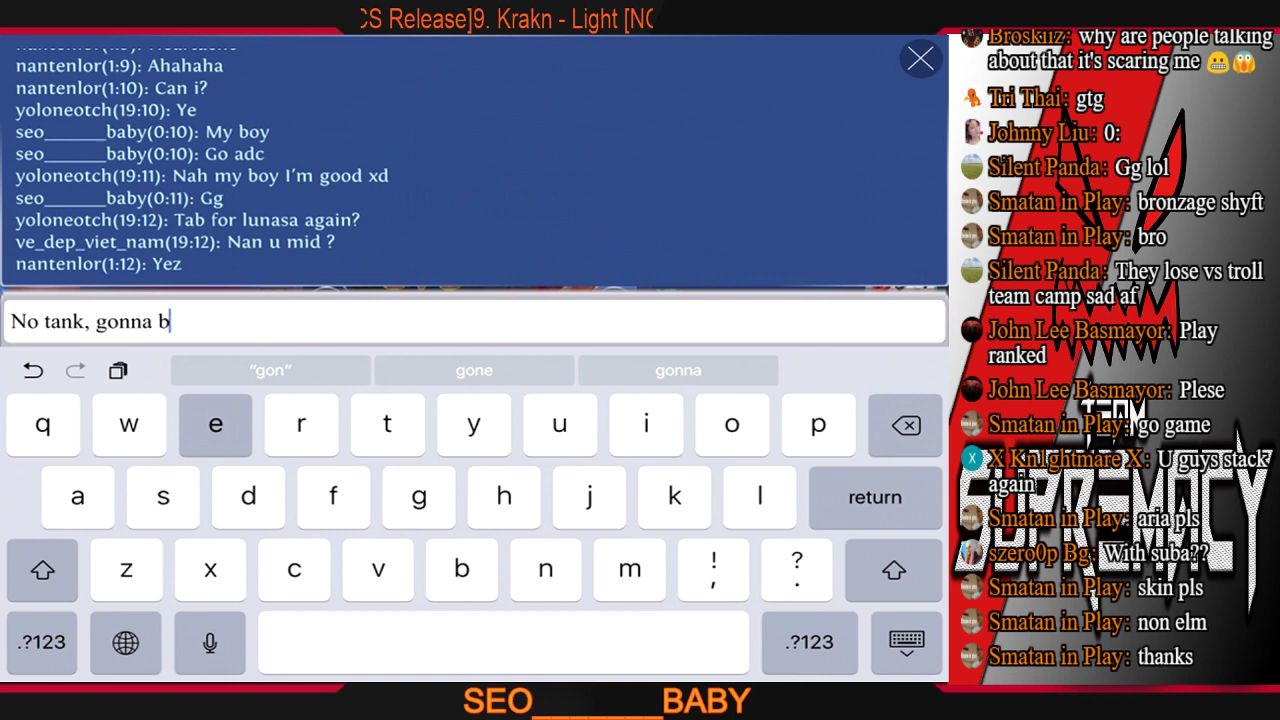 CS Release]9. Krakn - Light [NC
nantenlor(1:9): Ahahaha
nantenlor(1:10): Can i?
yoloneotch(19:10): Ye
seo______baby(0:10): My boy
seo______baby(0:10): Go adc
yoloneotch(19:11): Nah my boy I'm good xd
seo______baby(0:11): Gg
yoloneotch(19:12): Tab for lunasa again?
ve_dep_viet_nam(19:12): Nan u mid ?
nantenlor(1:12): Yez
No tank, gonna b
“gon” gone gonna
q w e r t y u i o p
a s d f g h j k l return
z x c v b n m ! , ? .
.?123 .?123
Broskiiz: why are people talking
about that it's scaring me 😬😱
Tri Thai: gtg
Johnny Liu: 0:
Silent Panda: Gg lol
Smatan in Play: bronzage shyft
Smatan in Play: bro
Silent Panda: They lose vs troll
team camp sad af
John Lee Basmayor: Play
ranked
John Lee Basmayor: Plese
Smatan in Play: go game
X X Kn1ghtmare X: U guys stack
again
Smatan in Play: aria pls
szero0p Bg: With suba??
Smatan in Play: skin pls
Smatan in Play: non elm
Smatan in Play: thanks
TEAM
SUPREMACY
SEO______BABY